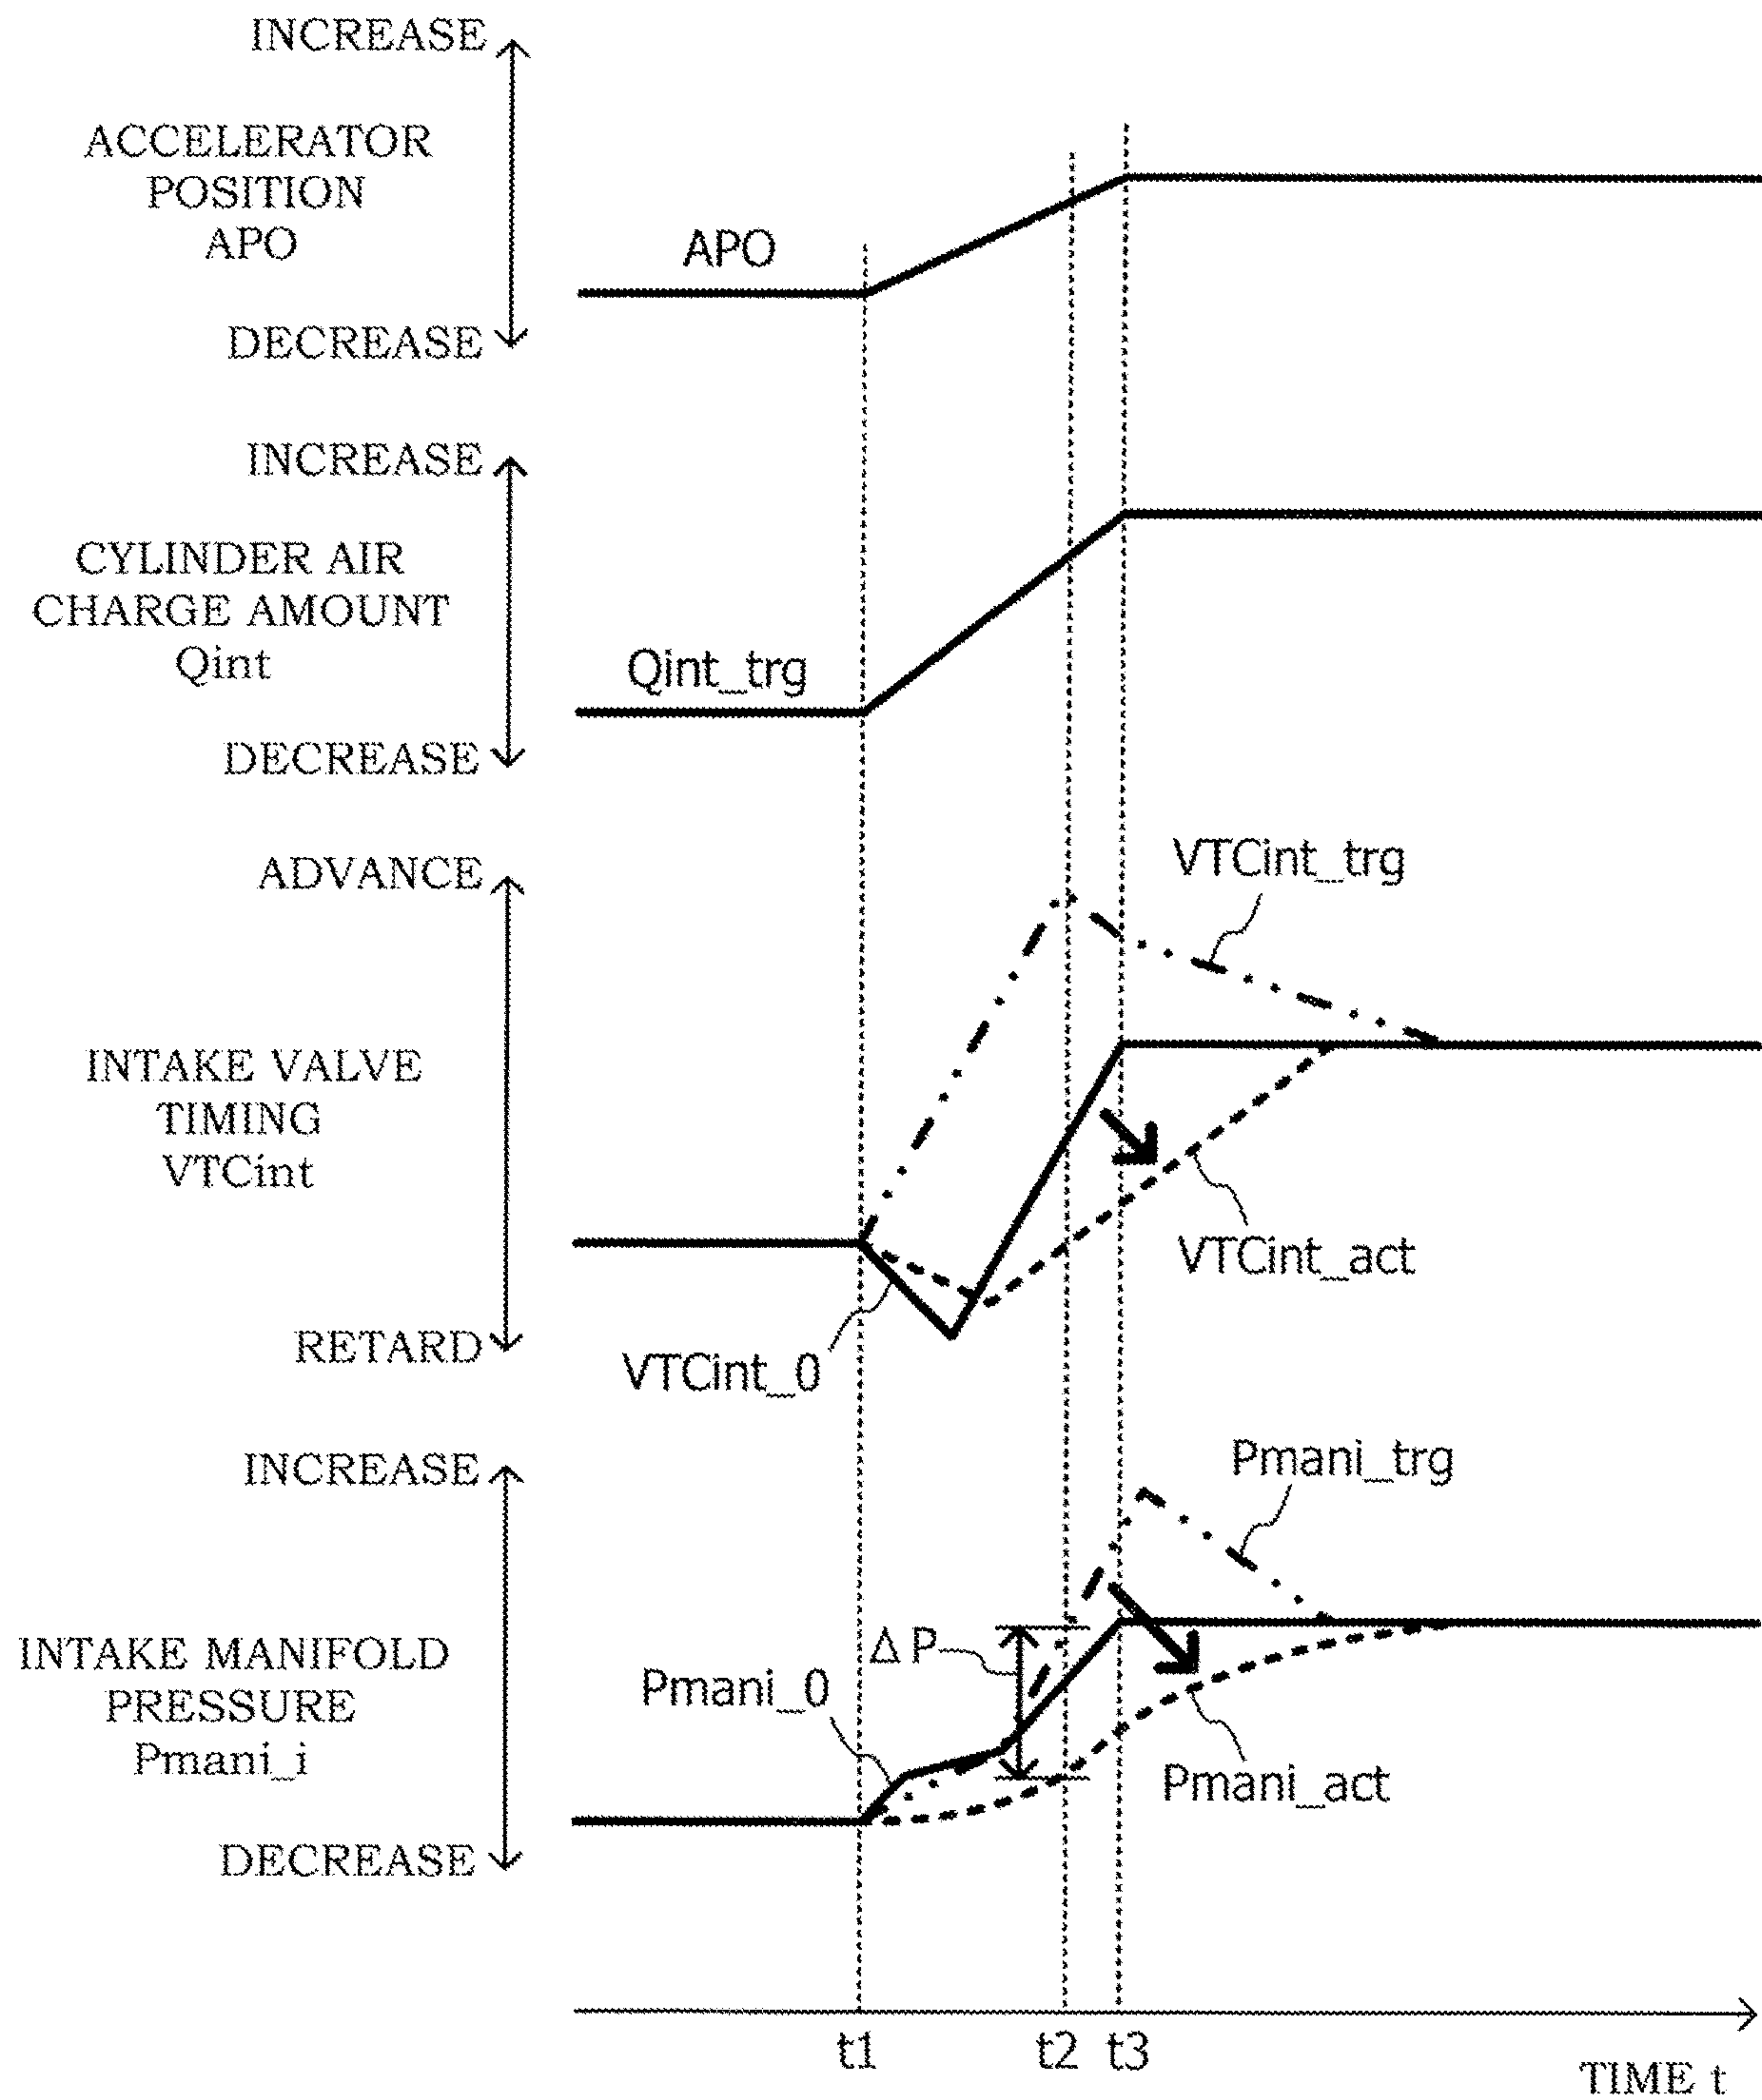 INCREASE
ACCELERATOR
POSITION
APO
APO
DECREASE
INCREASE
CYLINDER AIR
CHARGE AMOUNT
Qint
Qint_trg
DECREASE
ADVANCE
VTCint_trg
INTAKE VALVE
TIMING
VTCint
VTCint_act
RETARD
VTCint_0
INCREASE
Pmani_trg
INTAKE MANIFOLD
PRESSURE
Pmani_i
ΔP
Pmani_0
Pmani_act
DECREASE
t1 t2 t3
TIME t